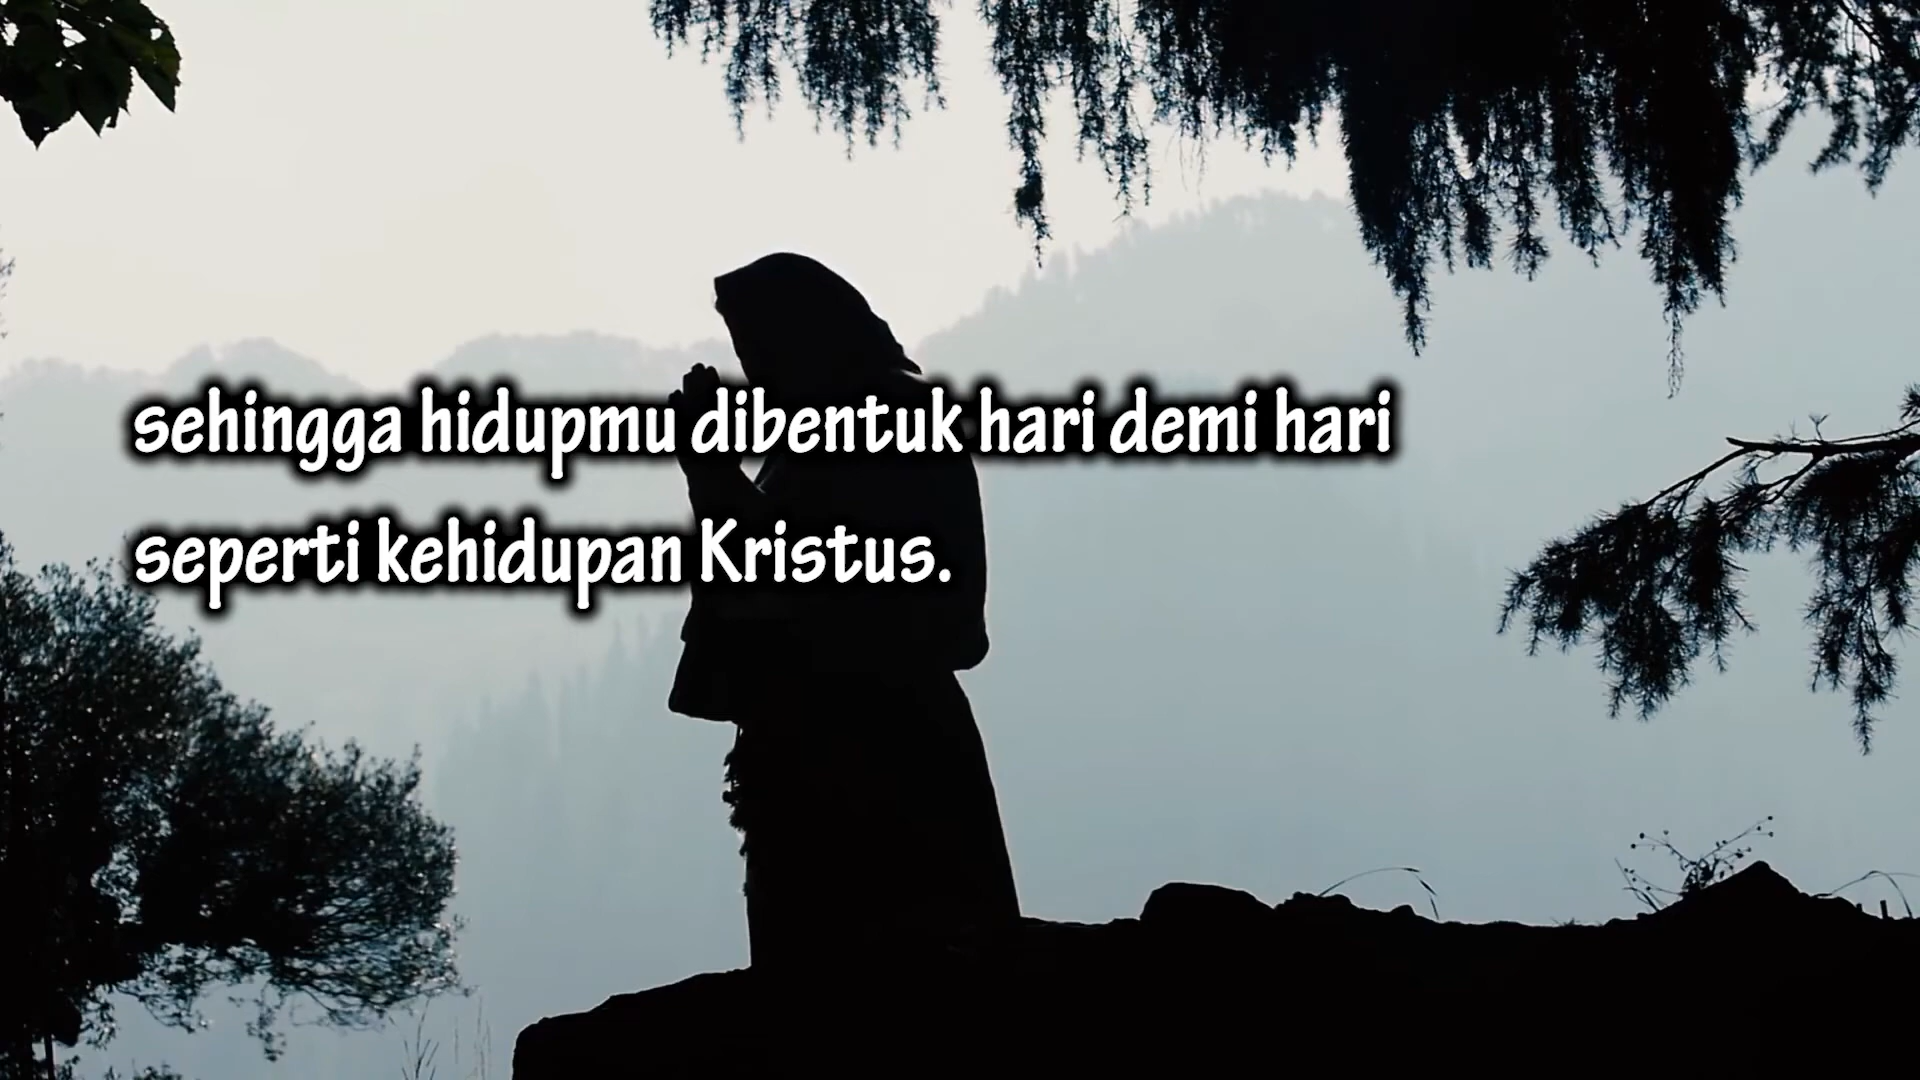 sehingga hidupmu dibentuk hari demi hari
seperti kehidupan Kristus.